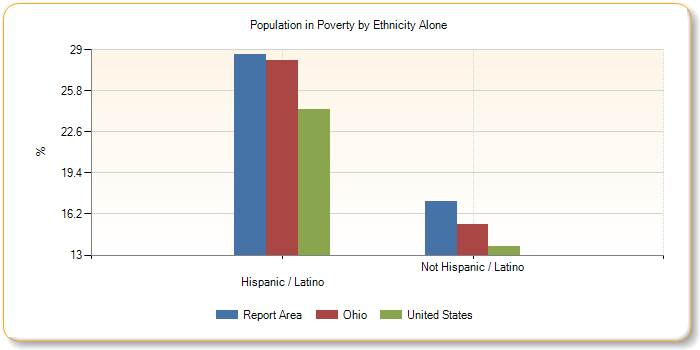 Population in Poverty by Ethnicity Alone
29
25.8
22.6
%
19.4
16.2
13
Not Hispanic / Latino
Hispanic / Latino
Report Area Ohio United States